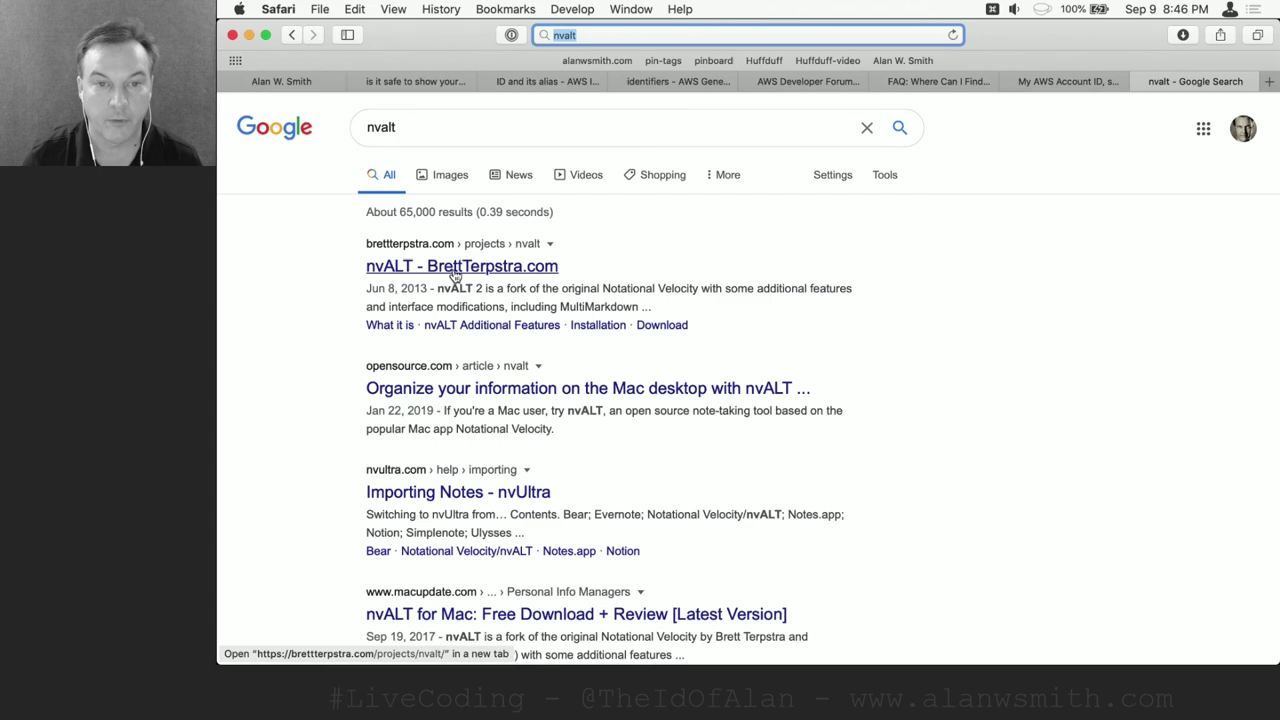 Safari File Edit View History Bookmarks Develop Window Help 100% Sep 9 8:46 PM
nvalt
alanwsmith.com pin-tags pinboard Huffduff Huffduff-video Alan W. Smith
Alan W. Smith is it safe to show your... ID and its alias - AWS I... identifiers - AWS Gene... AWS Developer Forum... FAQ: Where Can I Find... My AWS Account ID, s... nvalt - Google Search
Google nvalt
All Images News Videos Shopping More Settings Tools
About 65,000 results (0.39 seconds)
brettterpstra.com › projects › nvalt
nvALT - BrettTerpstra.com
Jun 8, 2013 - nvALT 2 is a fork of the original Notational Velocity with some additional features
and interface modifications, including MultiMarkdown ...
What it is · nvALT Additional Features · Installation · Download
opensource.com › article › nvalt
Organize your information on the Mac desktop with nvALT ...
Jan 22, 2019 - If you're a Mac user, try nvALT, an open source note-taking tool based on the
popular Mac app Notational Velocity.
nvultra.com › help › importing
Importing Notes - nvUltra
Switching to nvUltra from… Contents. Bear; Evernote; Notational Velocity/nvALT; Notes.app;
Notion; Simplenote; Ulysses ...
Bear · Notational Velocity/nvALT · Notes.app · Notion
www.macupdate.com › ... › Personal Info Managers
nvALT for Mac: Free Download + Review [Latest Version]
Sep 19, 2017 - nvALT is a fork of the original Notational Velocity by Brett Terpstra and
) with some additional features ...
Open “https://brettterpstra.com/projects/nvalt/” in a new tab
#LiveCoding - @TheIdOfAlan - www.alanwsmith.com